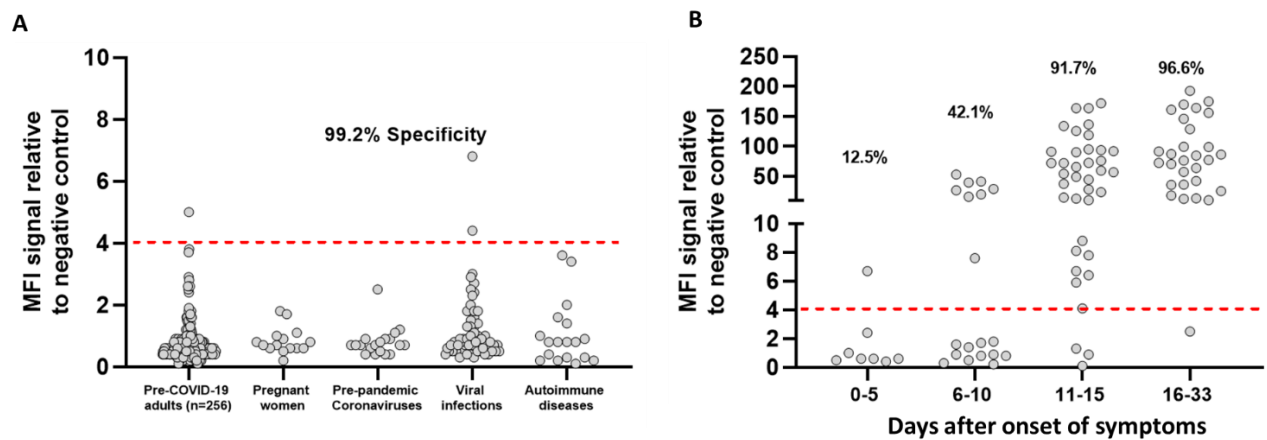 A
MFI signal relative
to negative control
10
8
6
4
2
0
99.2% Specificity
Pre-COVID-19
adults (n=256)
Pregnant
women
Pre-pandemic
Coronaviruses
Viral
infections
Autoimmune
diseases
B
MFI signal relative
to negative control
250
200
150
100
50
10
8
6
4
2
0
12.5%
42.1%
91.7%
96.6%
0-5
6-10
11-15
16-33
Days after onset of symptoms